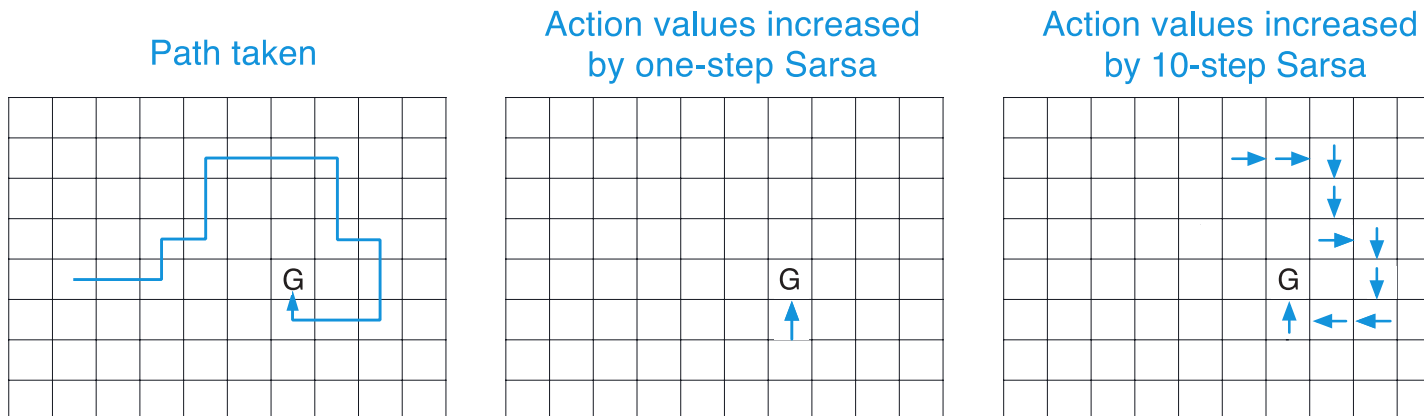 Path taken
Action values increased
by one-step Sarsa
Action values increased
by 10-step Sarsa
G
G
G